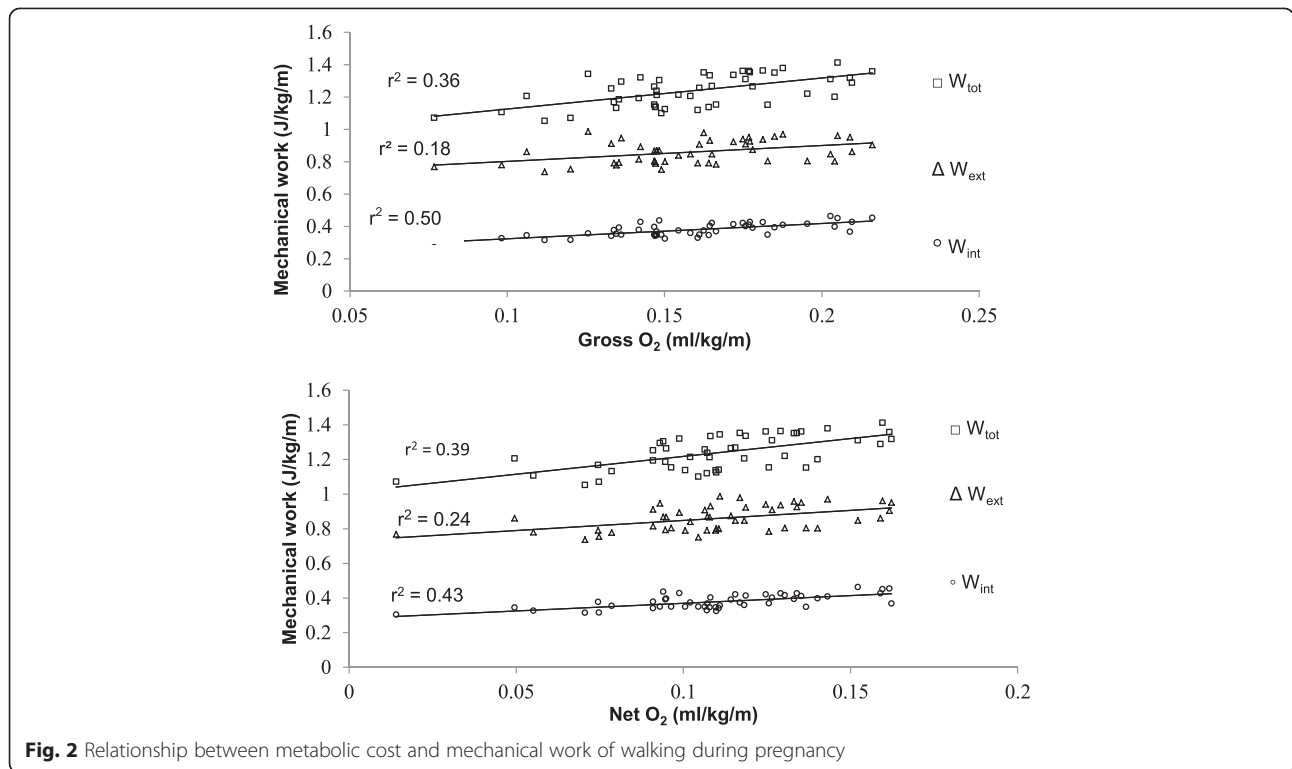 1.6
1.4
1.2
1
0.8
0.6
0.4
0.2
0
Mechanical work (J/kg/m)
r² = 0.36
r² = 0.18
r² = 0.50
□ Wtot
Δ Wext
○ Wint
0.05 0.1 0.15 0.2 0.25
Gross O₂ (ml/kg/m)
1.6
1.4
1.2
1
0.8
0.6
0.4
0.2
0
Mechanical work (J/kg/m)
r² = 0.39
r² = 0.24
r² = 0.43
□ Wtot
Δ Wext
○ Wint
0 0.05 0.1 0.15 0.2
Net O₂ (ml/kg/m)
Fig. 2 Relationship between metabolic cost and mechanical work of walking during pregnancy